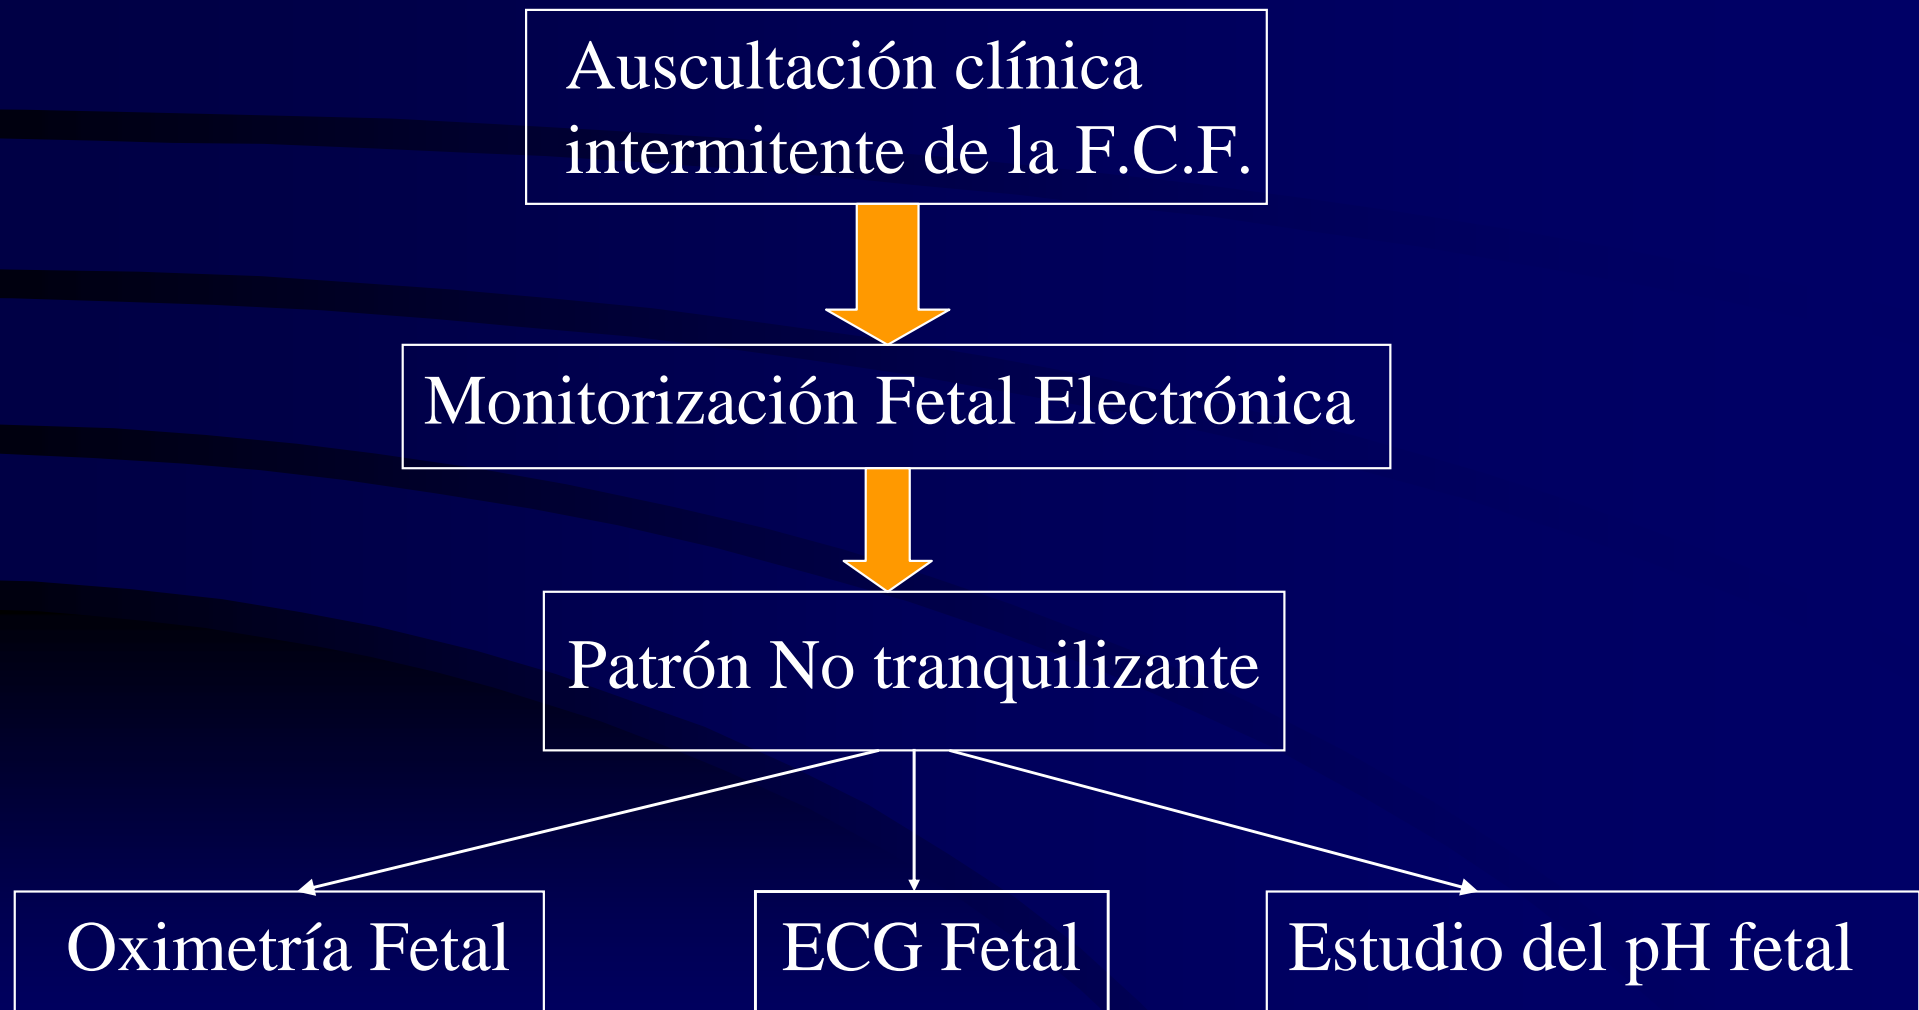 Auscultación clínica
intermitente de la F.C.F.
Monitorización Fetal Electrónica
Patrón No tranquilizante
Oximetría Fetal
ECG Fetal
Estudio del pH fetal